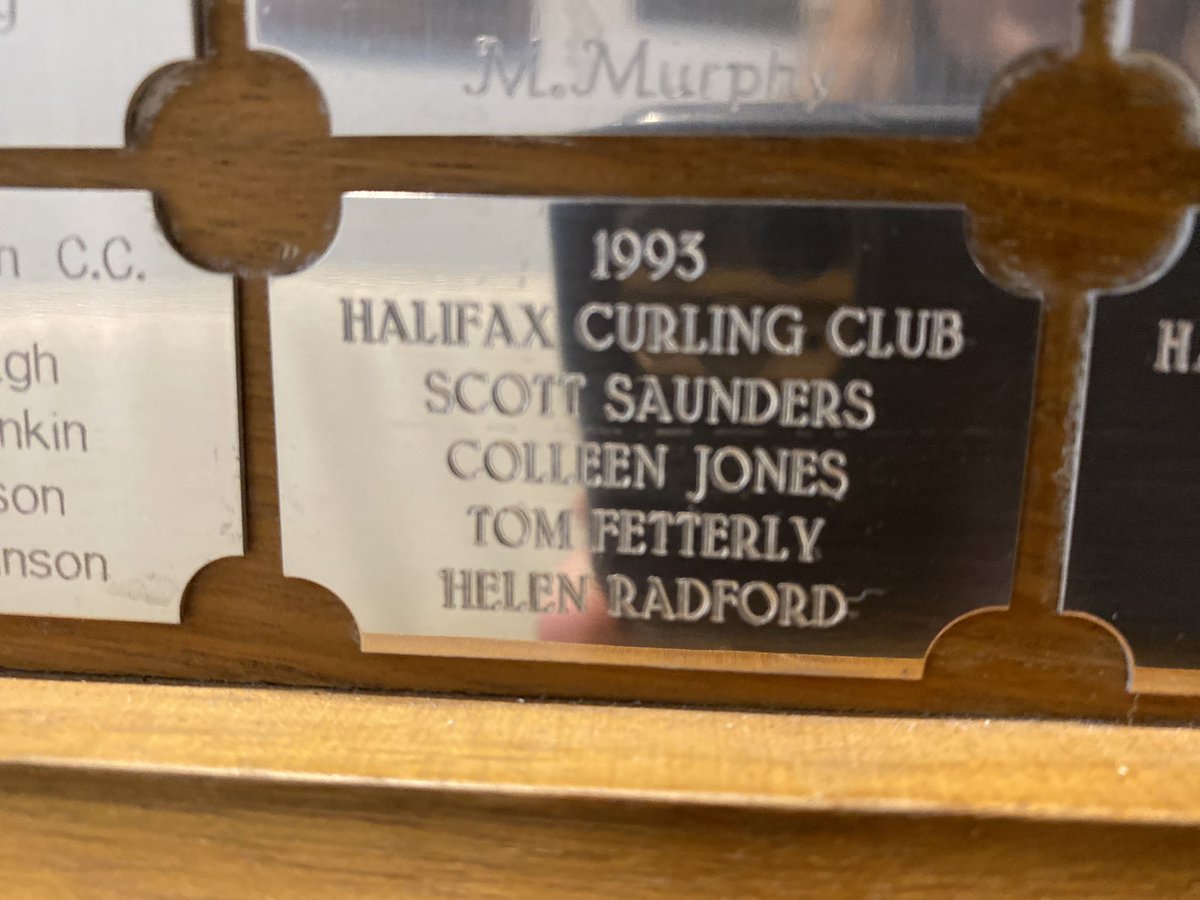 M. Murphy
C.C.
1993
HALIFAX CURLING CLUB
SCOTT SAUNDERS
COLLEEN JONES
TOM FETTERLY
HELEN RADFORD